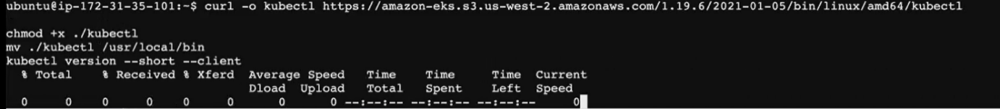 ubuntu@ip-172-31-35-101:~$ curl -o kubectl https://amazon-eks.s3.us-west-2.amazonaws.com/1.19.6/2021-01-05/bin/linux/amd64/kubectl
chmod +x ./kubectl
mv ./kubectl /usr/local/bin
kubectl version --short --client
  % Total    % Received % Xferd  Average Speed   Time    Time     Time  Current
                                 Dload  Upload   Total   Spent    Left  Speed
  0     0    0     0    0     0      0      0 --:--:-- --:--:-- --:--:--     0